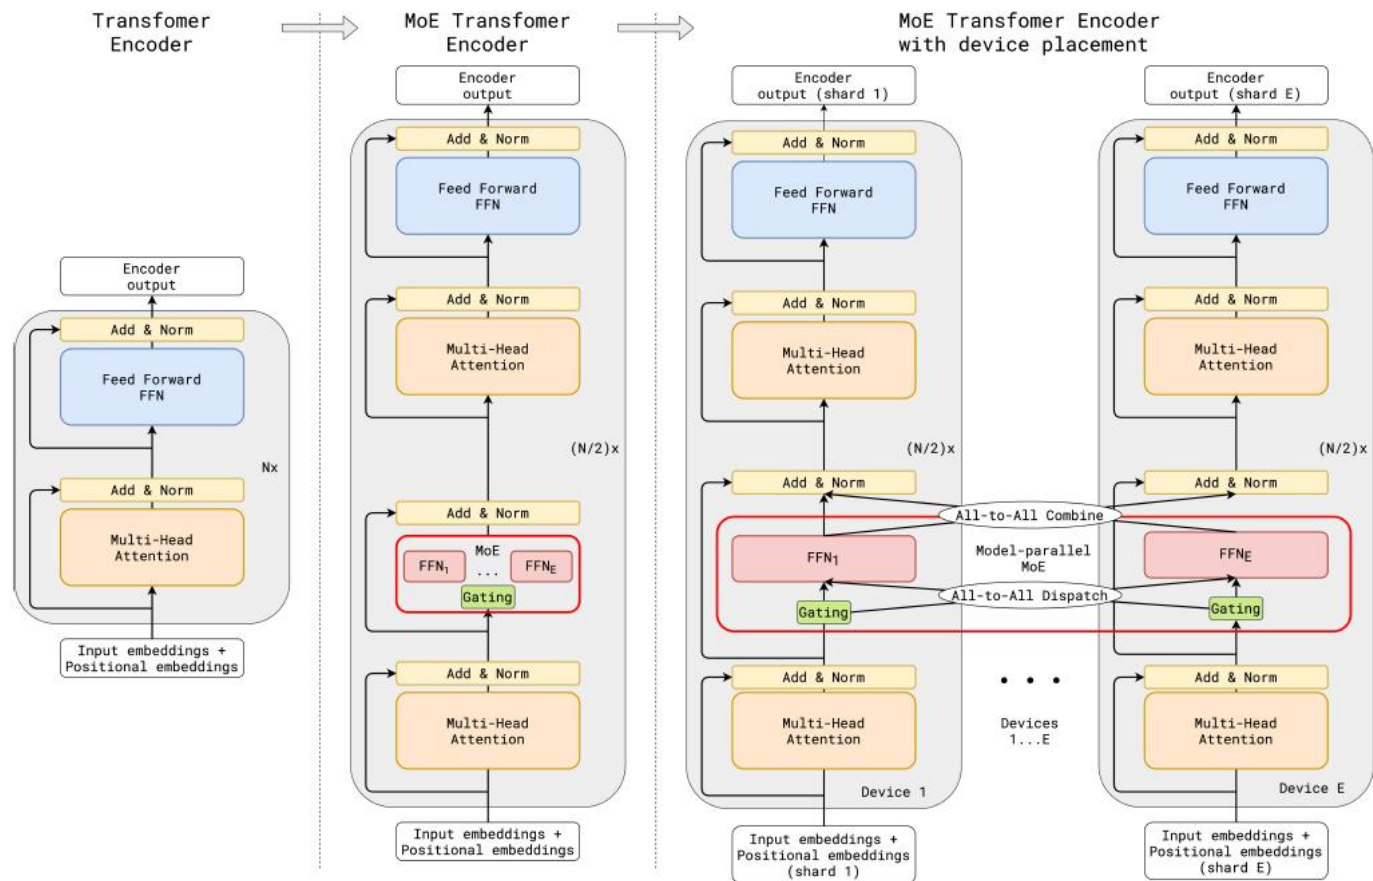 Transfomer
Encoder
Encoder
output
Add & Norm
Feed Forward
FFN
Nx
Add & Norm
Multi-Head
Attention
Input embeddings +
Positional embeddings
MoE Transfomer
Encoder
Encoder
output
Add & Norm
Feed Forward
FFN
Add & Norm
Multi-Head
Attention
(N/2)x
Add & Norm
MoE
FFN1 ... FFNE
Gating
Add & Norm
Multi-Head
Attention
Input embeddings +
Positional embeddings
MoE Transfomer Encoder
with device placement
Encoder
output (shard 1)
Add & Norm
Feed Forward
FFN
Add & Norm
Multi-Head
Attention
(N/2)x
Add & Norm
FFN1
Gating
Add & Norm
Multi-Head
Attention
Device 1
Input embeddings +
Positional embeddings
(shard 1)
All-to-All Combine
Model-parallel
MoE
All-to-All Dispatch
Devices
1...E
Encoder
output (shard E)
Add & Norm
Feed Forward
FFN
Add & Norm
Multi-Head
Attention
(N/2)x
Add & Norm
FFNE
Gating
Add & Norm
Multi-Head
Attention
Device E
Input embeddings +
Positional embeddings
(shard E)